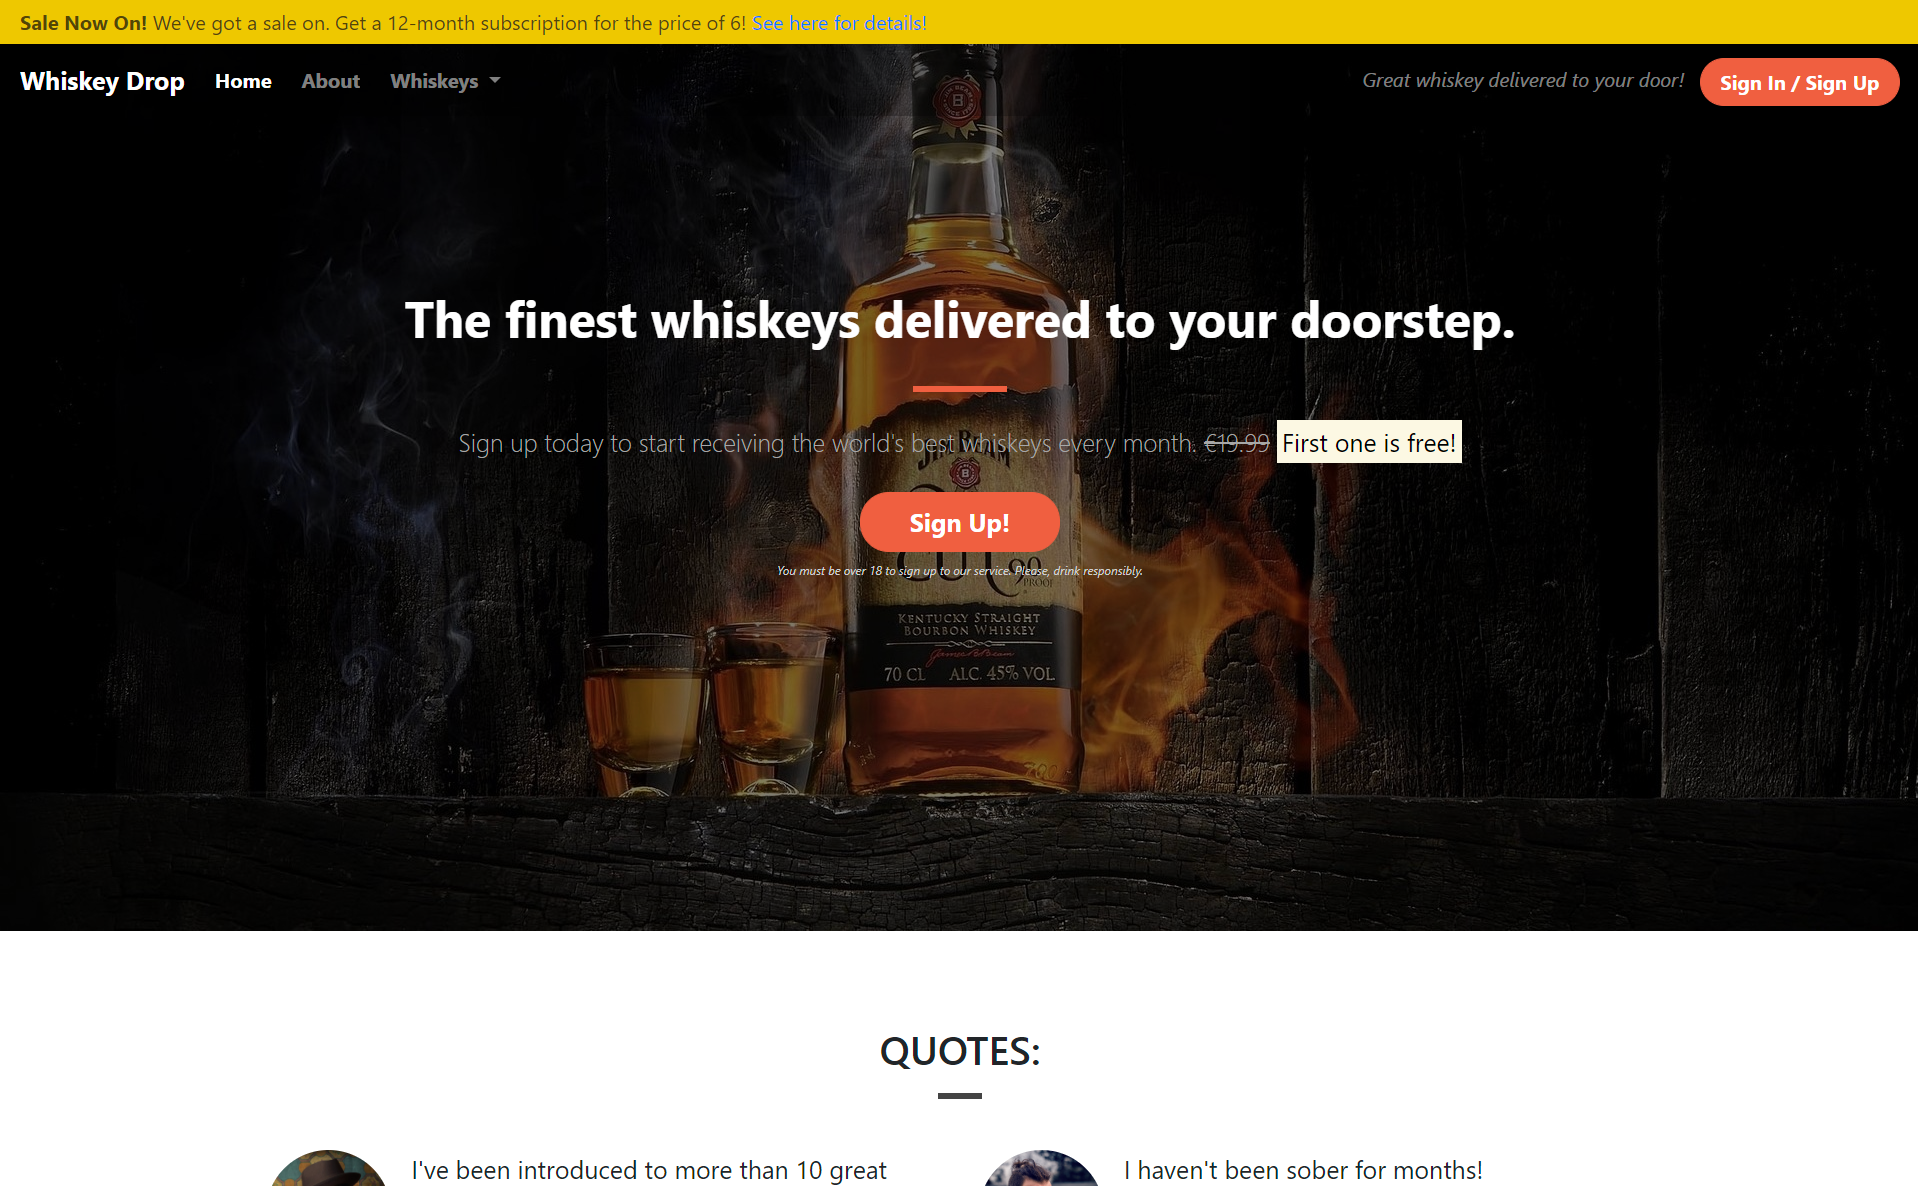 Sale Now On! We've got a sale on. Get a 12-month subscription for the price of 6! See here for details!
Whiskey Drop Home About Whiskeys
Great whiskey delivered to your door! Sign In / Sign Up
The finest whiskeys delivered to your doorstep.
Sign up today to start receiving the world's best whiskeys every month. €19.99 First one is free!
JIM BEAM
B
Sign Up!
You must be over 18 to sign up to our service. Please, drink responsibly.
90
PROOF
KENTUCKY STRAIGHT
BOURBON WHISKEY
70 CL ALC. 45% VOL
QUOTES:
I've been introduced to more than 10 great
I haven't been sober for months!